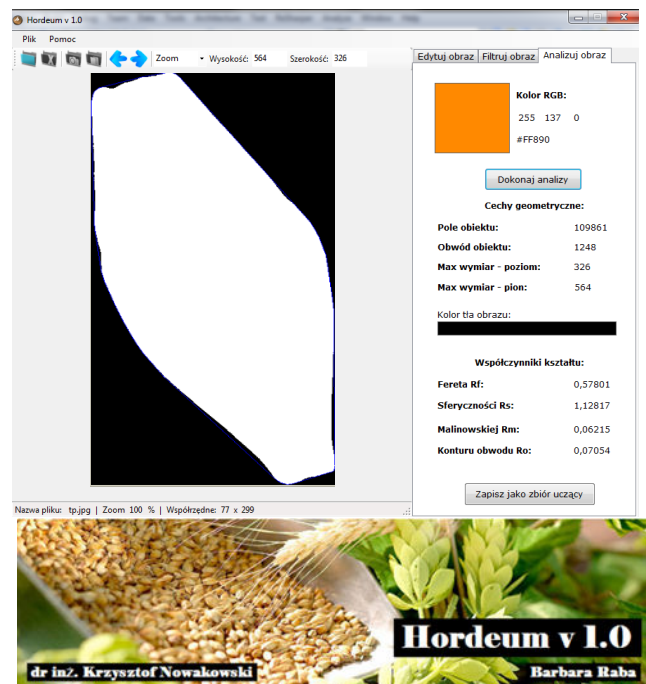 Hordeum v 1.0
Plik Pomoc
Zoom Wysokość: 564 Szerokość: 326
Edytuj obraz Filtruj obraz Analizuj obraz
Kolor RGB:
255 137 0
#FF890
Dokonaj analizy
Cechy geometryczne:
Pole obiektu: 109861
Obwód obiektu: 1248
Max wymiar - poziom: 326
Max wymiar - pion: 564
Kolor tła obrazu:
Współczynniki kształtu:
Fereta Rf: 0,57801
Sferyczności Rs: 1,12817
Malinowskiej Rm: 0,06215
Konturu obwodu Ro: 0,07054
Zapisz jako zbiór uczący
Nazwa pliku: tp.jpg | Zoom 100 % | Współrzędne: 77 x 299
Hordeum v 1.0
dr inż. Krzysztof Nowakowski
Barbara Raba